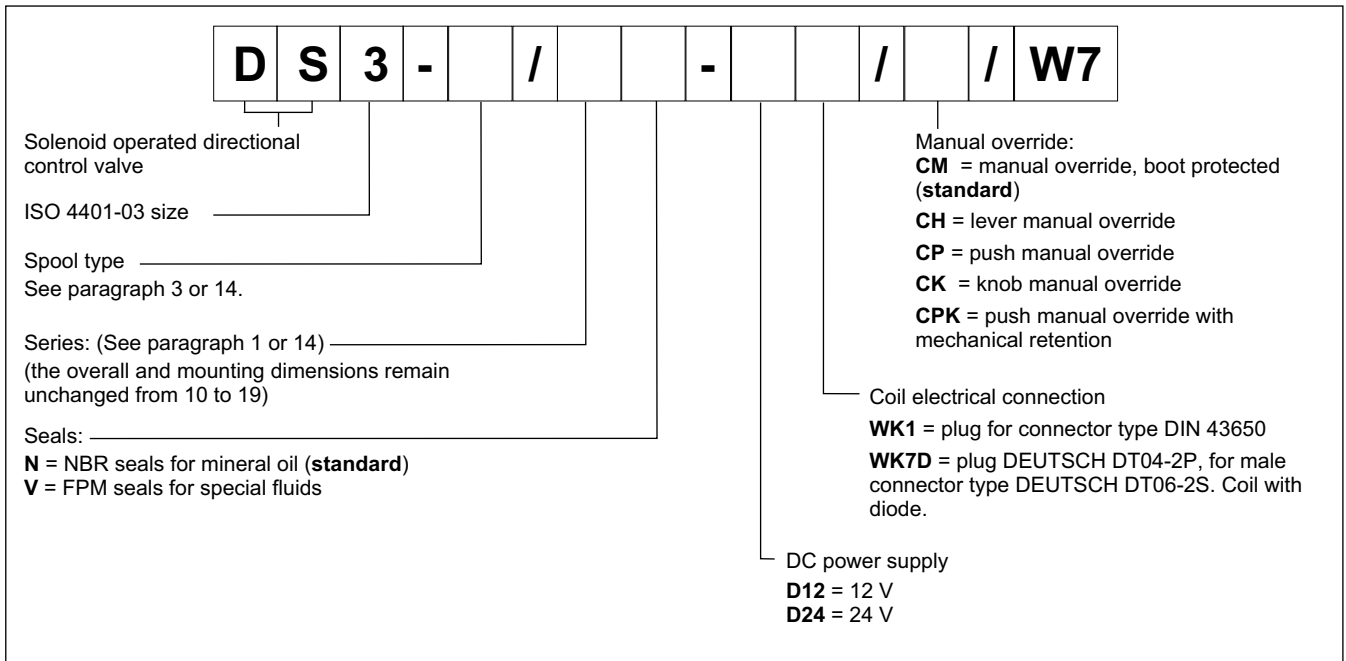 D S 3 - / - / / W7
Solenoid operated directional
control valve
ISO 4401-03 size
Spool type
See paragraph 3 or 14.
Series: (See paragraph 1 or 14)
(the overall and mounting dimensions remain
unchanged from 10 to 19)
Seals:
N = NBR seals for mineral oil (standard)
V = FPM seals for special fluids
Manual override:
CM = manual override, boot protected
(standard)
CH = lever manual override
CP = push manual override
CK = knob manual override
CPK = push manual override with
mechanical retention
Coil electrical connection
WK1 = plug for connector type DIN 43650
WK7D = plug DEUTSCH DT04-2P, for male
connector type DEUTSCH DT06-2S. Coil with
diode.
DC power supply
D12 = 12 V
D24 = 24 V